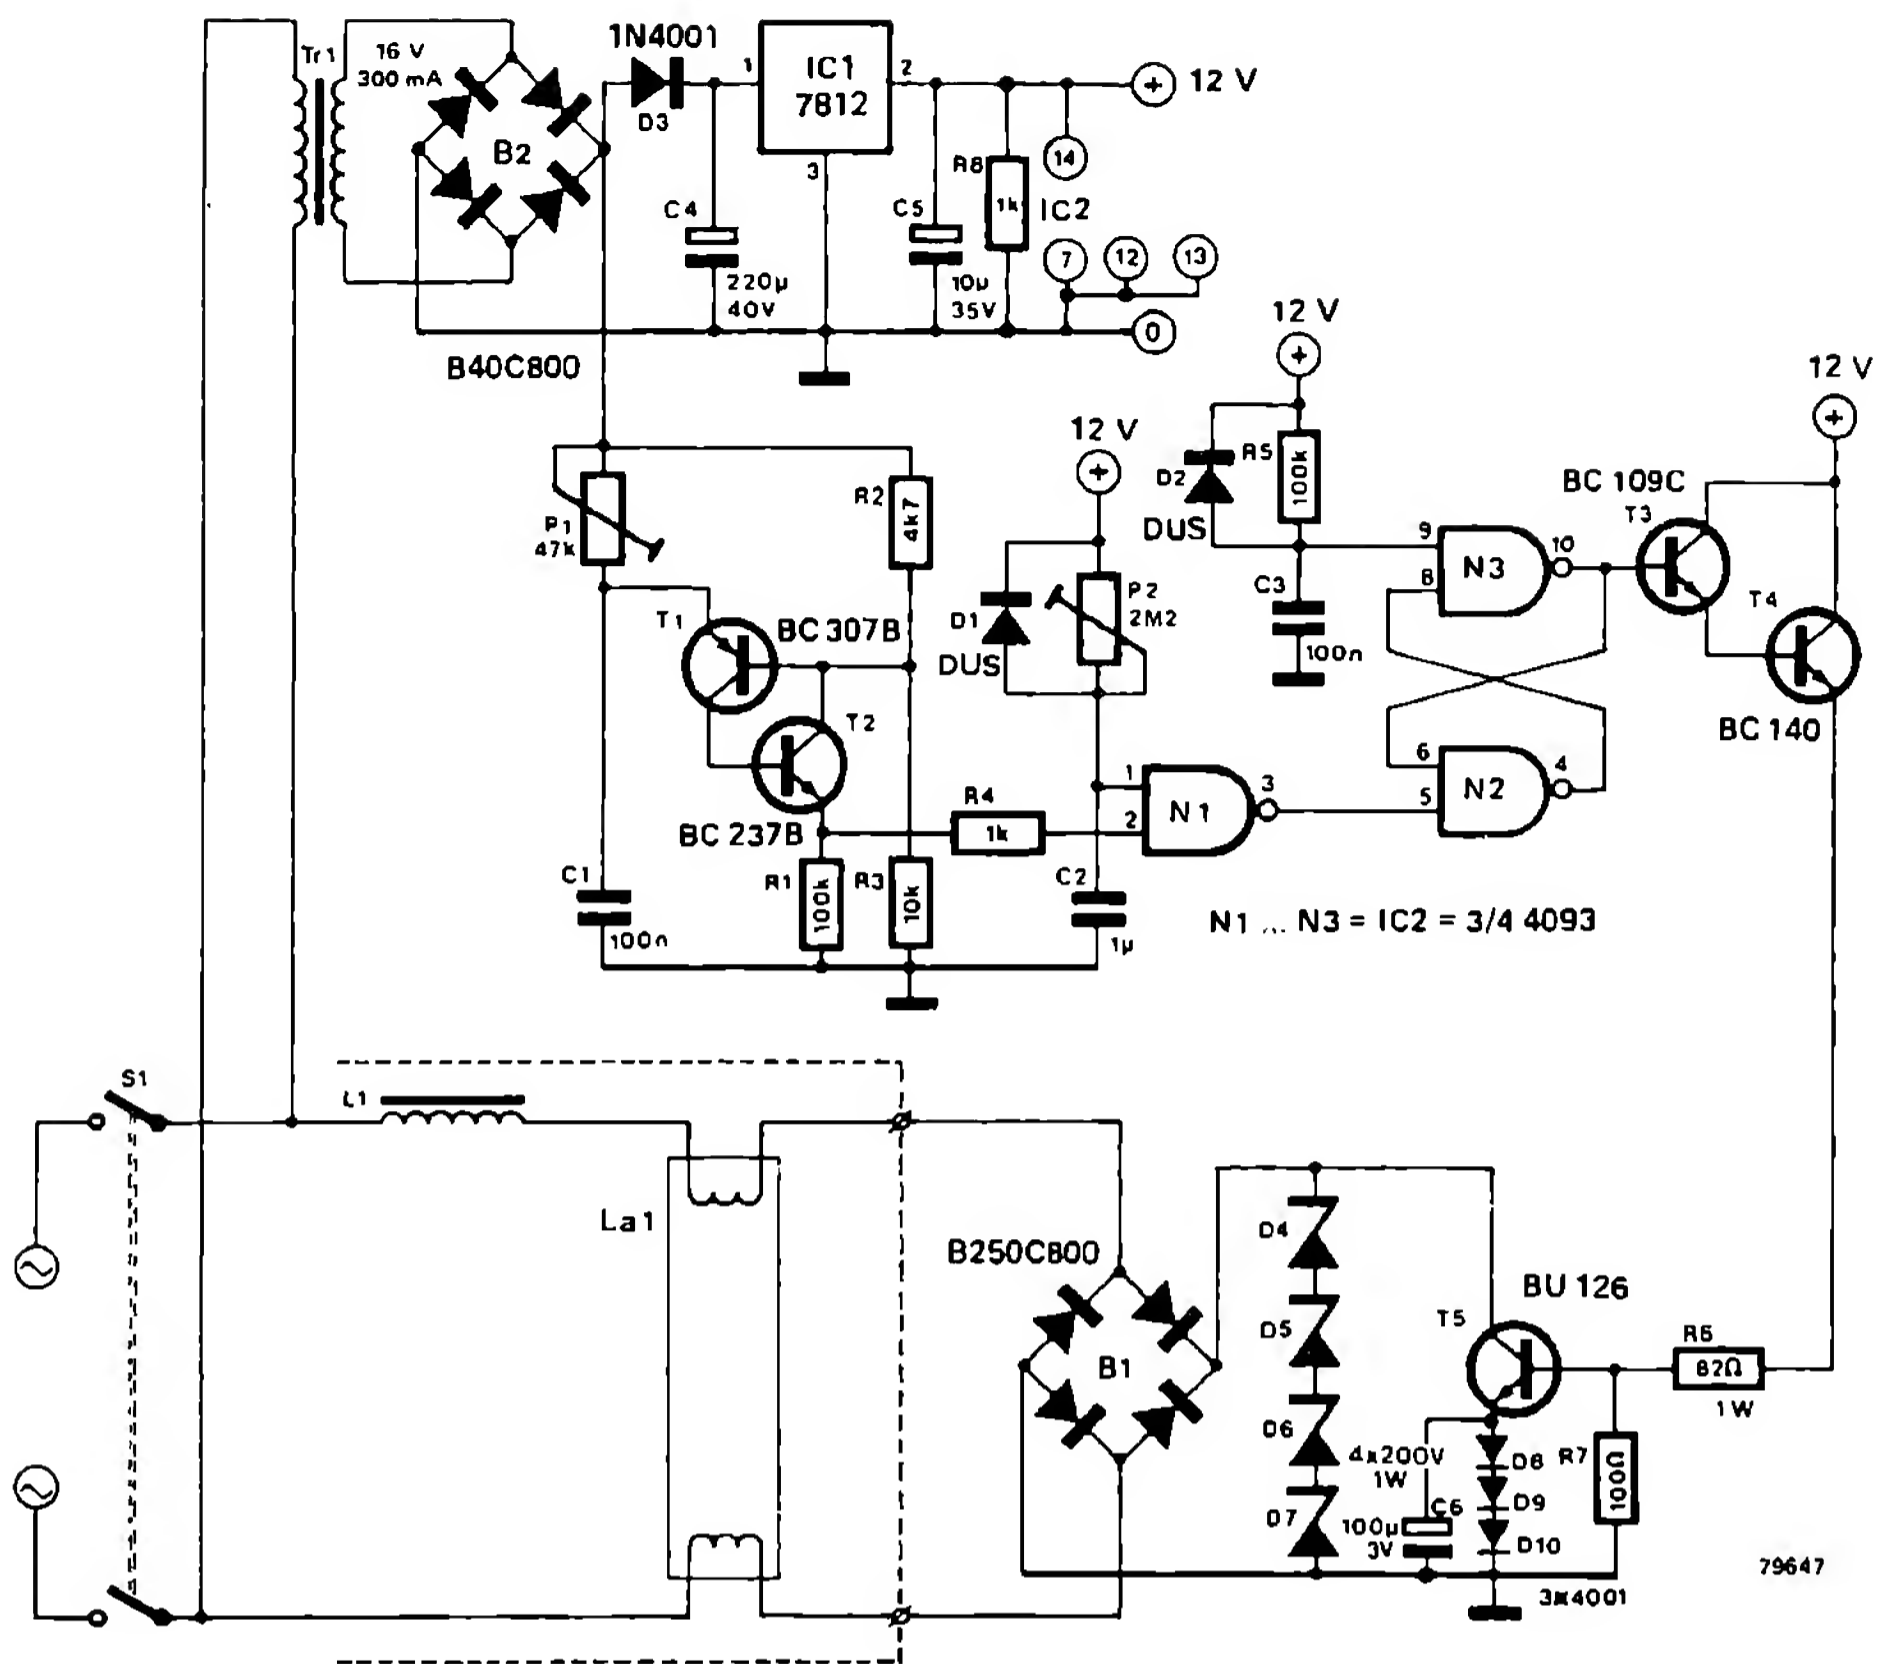 Tr1
16 V
300 mA
B2
B40C800
1N4001
D3
1
IC1
7812
2
3
12 V
C4
220µ
40V
C5
10µ
35V
R8
1k
14
IC2
7
12
13
0
P1
47k
R2
4k7
T1
BC 307B
T2
BC 237B
C1
100n
R1
100k
R3
10k
R4
1k
12 V
D1
DUS
P2
2M2
C2
1µ
1
2
N1
3
12 V
D2
DUS
R5
100k
C3
100n
9
8
N3
10
6
5
N2
4
N1 ... N3 = IC2 = 3/4 4093
BC 109C
T3
12 V
T4
BC 140
S1
L1
La1
B250C800
B1
D4
D5
D6
D7
4x200V
1W
BU 126
T5
R6
82Ω
1W
R7
100Ω
C6
100µ
3V
D8
D9
D10
3x4001
79647